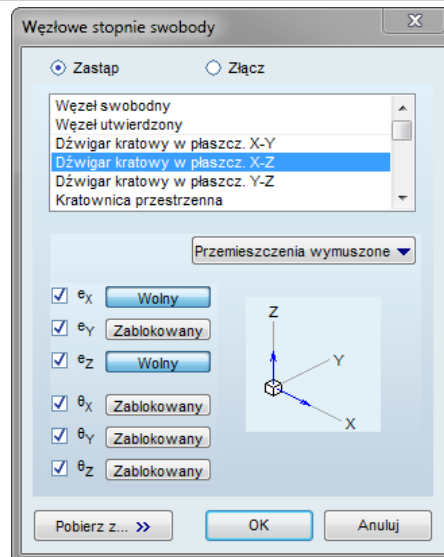 Węzłowe stopnie swobody
Zastąp Złącz
Węzeł swobodny
Węzeł utwierdzony
Dźwigar kratowy w płaszcz. X-Y
Dźwigar kratowy w płaszcz. X-Z
Dźwigar kratowy w płaszcz. Y-Z
Kratownica przestrzenna
Przemieszczenia wymuszone
eX Wolny
eY Zablokowany
eZ Wolny
θX Zablokowany
θY Zablokowany
θZ Zablokowany
Z
Y
X
Pobierz z... >> OK Anuluj